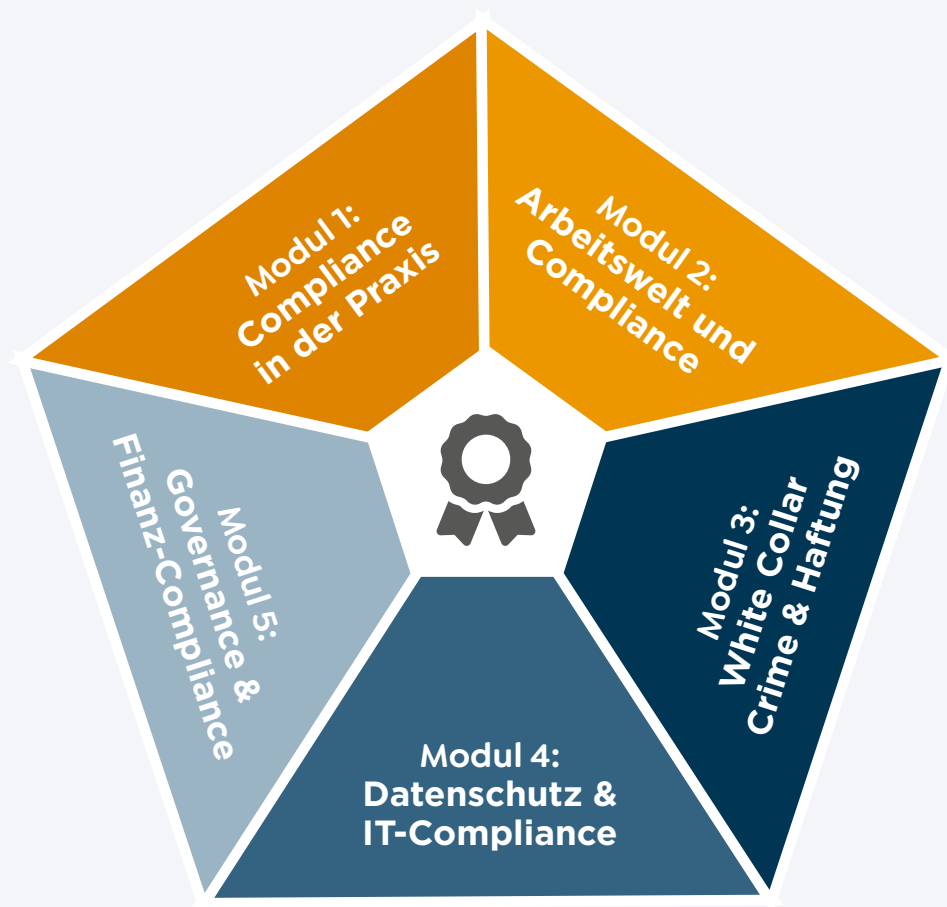 Modul 1:
Compliance
in der Praxis
Modul 2:
Arbeitswelt und
Compliance
Modul 3:
White Collar
Crime & Haftung
Modul 4:
Datenschutz &
IT-Compliance
Modul 5:
Governance &
Finanz-Compliance